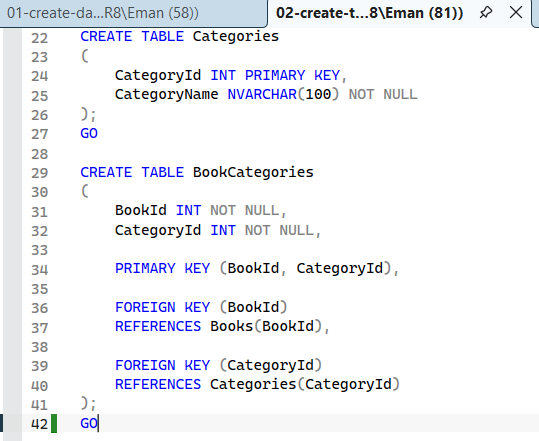 01-create-da...R8\Eman (58))
02-create-t...8\Eman (81))
22 CREATE TABLE Categories
23 (
24 CategoryId INT PRIMARY KEY,
25 CategoryName NVARCHAR(100) NOT NULL
26 );
27 GO
28
29 CREATE TABLE BookCategories
30 (
31 BookId INT NOT NULL,
32 CategoryId INT NOT NULL,
33
34 PRIMARY KEY (BookId, CategoryId),
35
36 FOREIGN KEY (BookId)
37 REFERENCES Books(BookId),
38
39 FOREIGN KEY (CategoryId)
40 REFERENCES Categories(CategoryId)
41 );
42 GO